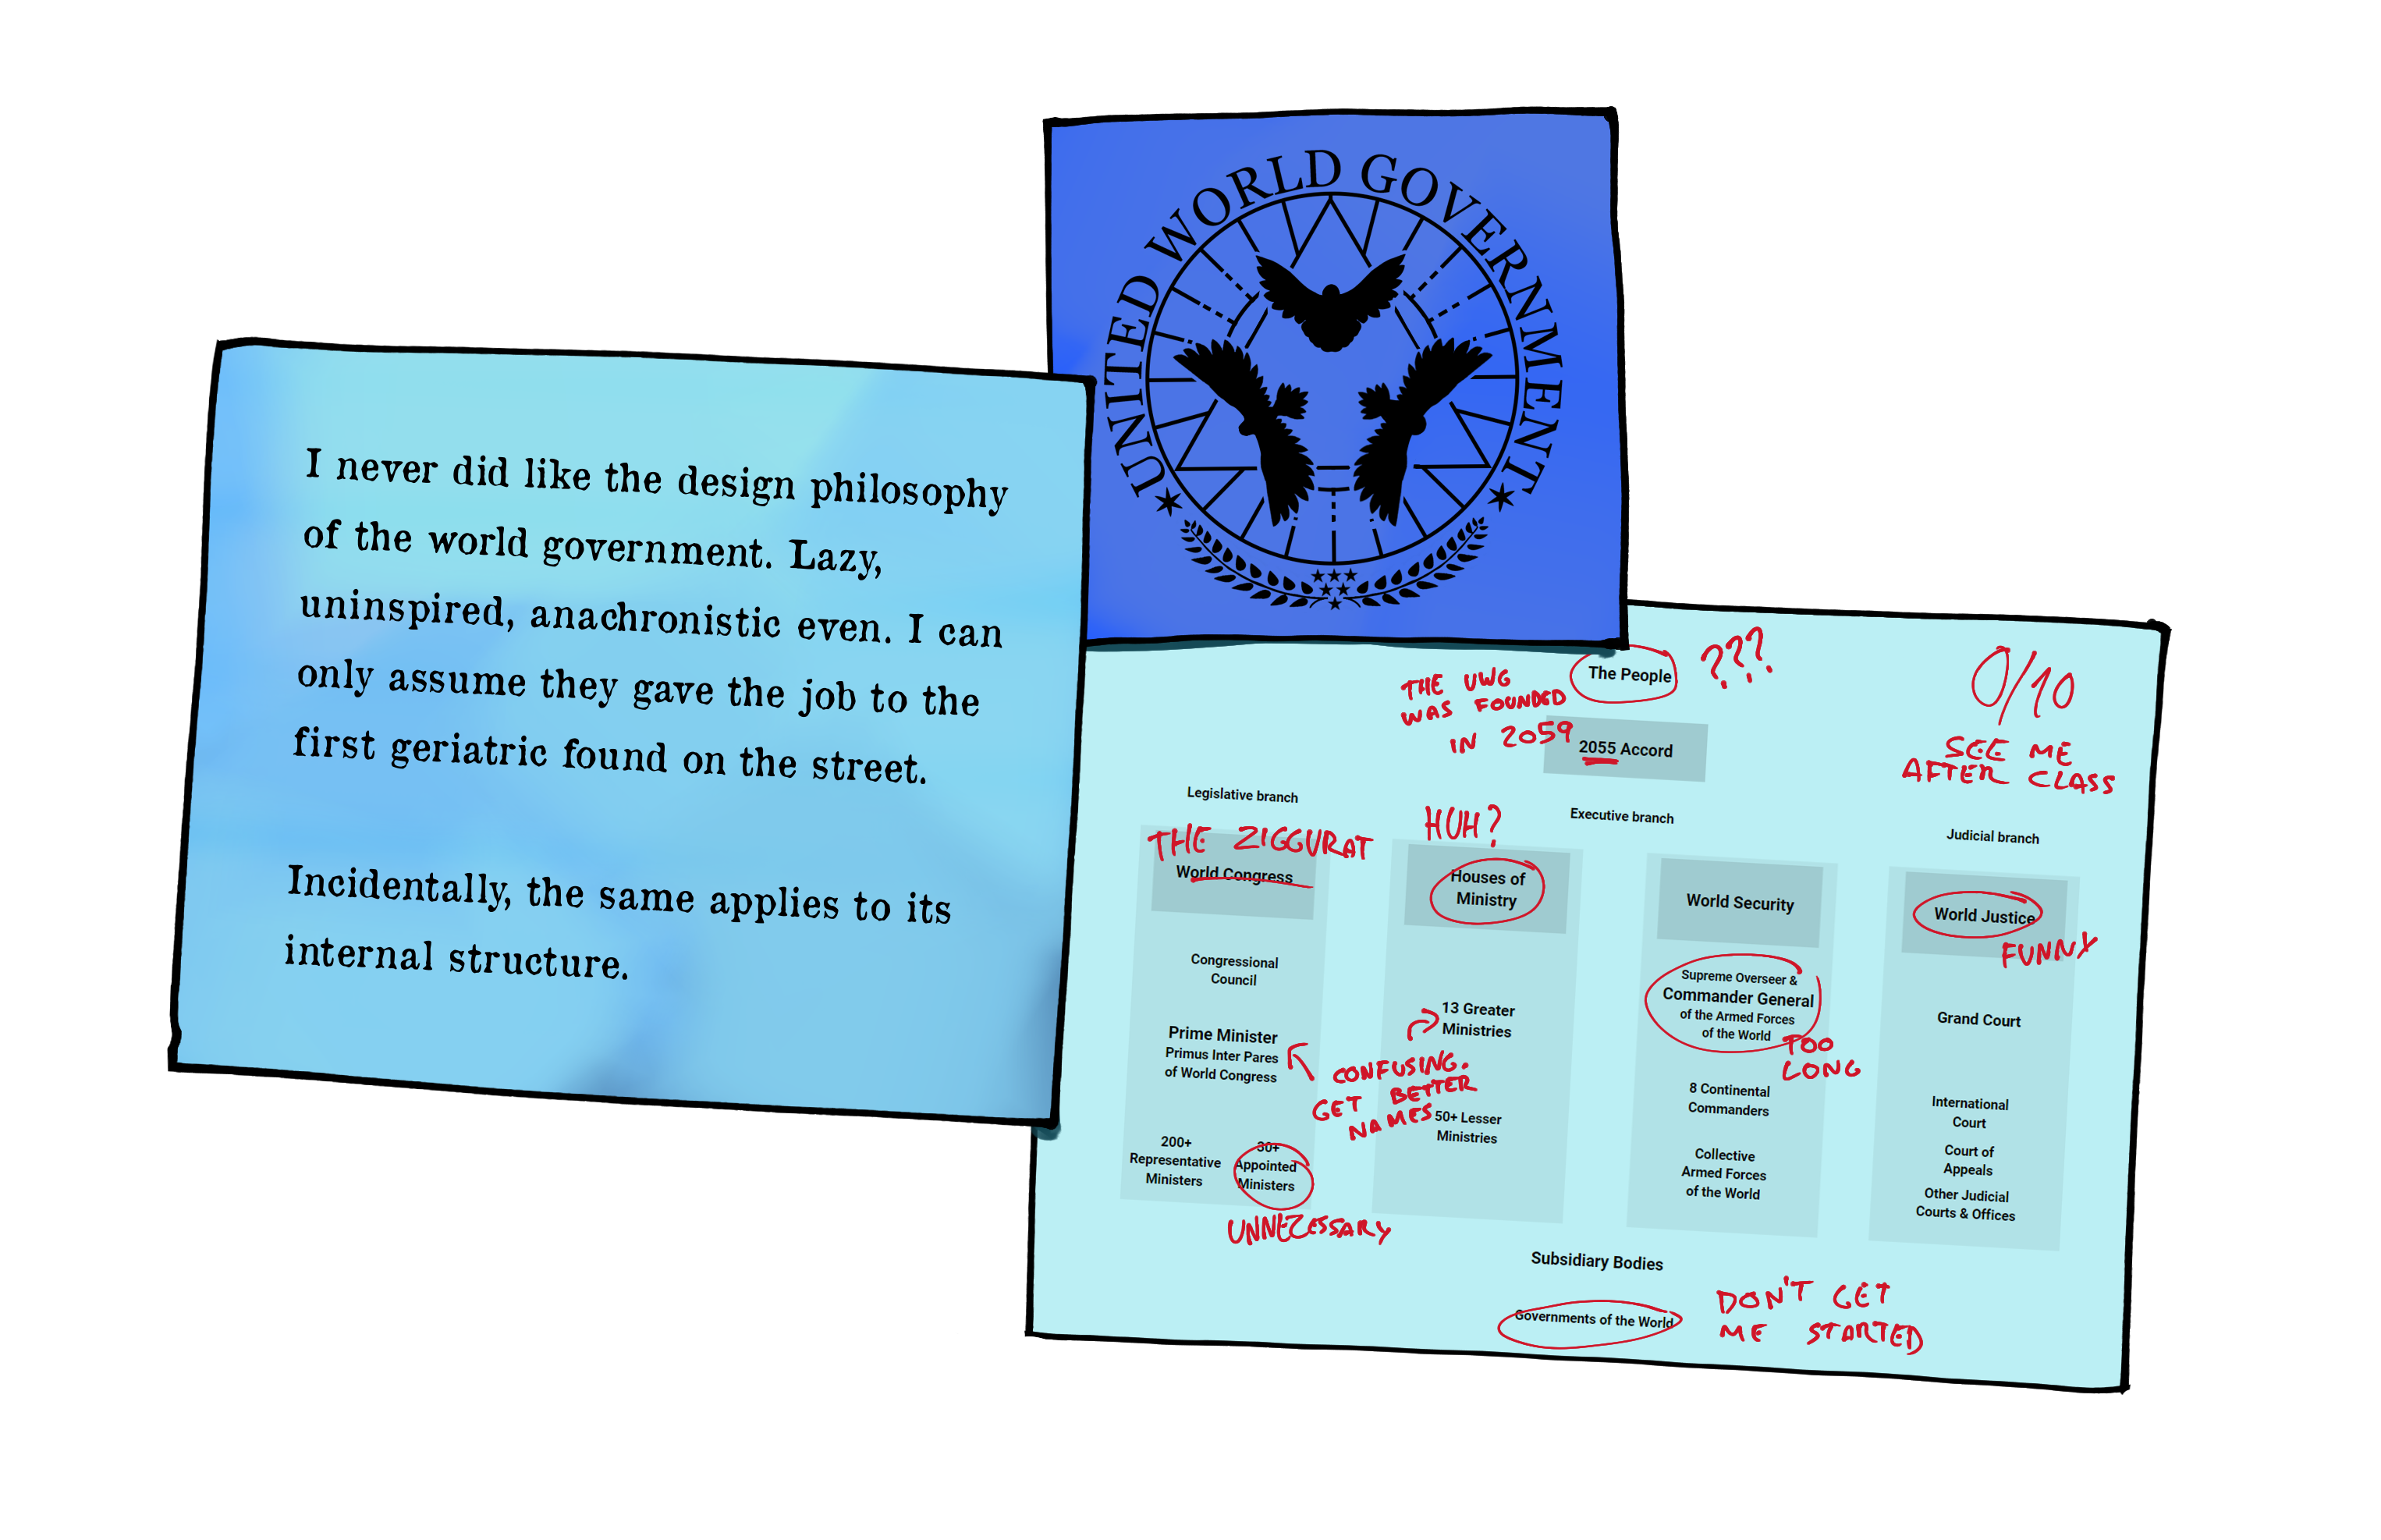 I never did like the design philosophy
of the world government. Lazy,
uninspired, anachronistic even. I can
only assume they gave the job to the
first geriatric found on the street.
Incidentally, the same applies to its
internal structure.
UNITED WORLD GOVERNMENT
The People
???
THE UWG
WAS FOUNDED
IN 2059
2055 Accord
0/10
SEE ME
AFTER CLASS
Legislative branch
Executive branch
Judicial branch
THE ZIGGURAT
World Congress
Congressional
Council
Prime Minister
Primus Inter Pares
of World Congress
200+
Representative
Ministers
30+
Appointed
Ministers
UNNEZESSARY
HUH?
Houses of
Ministry
13 Greater
Ministries
CONFUSING.
GET BETTER
NAMES
50+ Lesser
Ministries
World Security
Supreme Overseer &
Commander General
of the Armed Forces
of the World
TOO
LONG
8 Continental
Commanders
Collective
Armed Forces
of the World
World Justice
FUNNY
Grand Court
International
Court
Court of
Appeals
Other Judicial
Courts & Offices
Subsidiary Bodies
Governments of the World
DON'T GET
ME STARTED